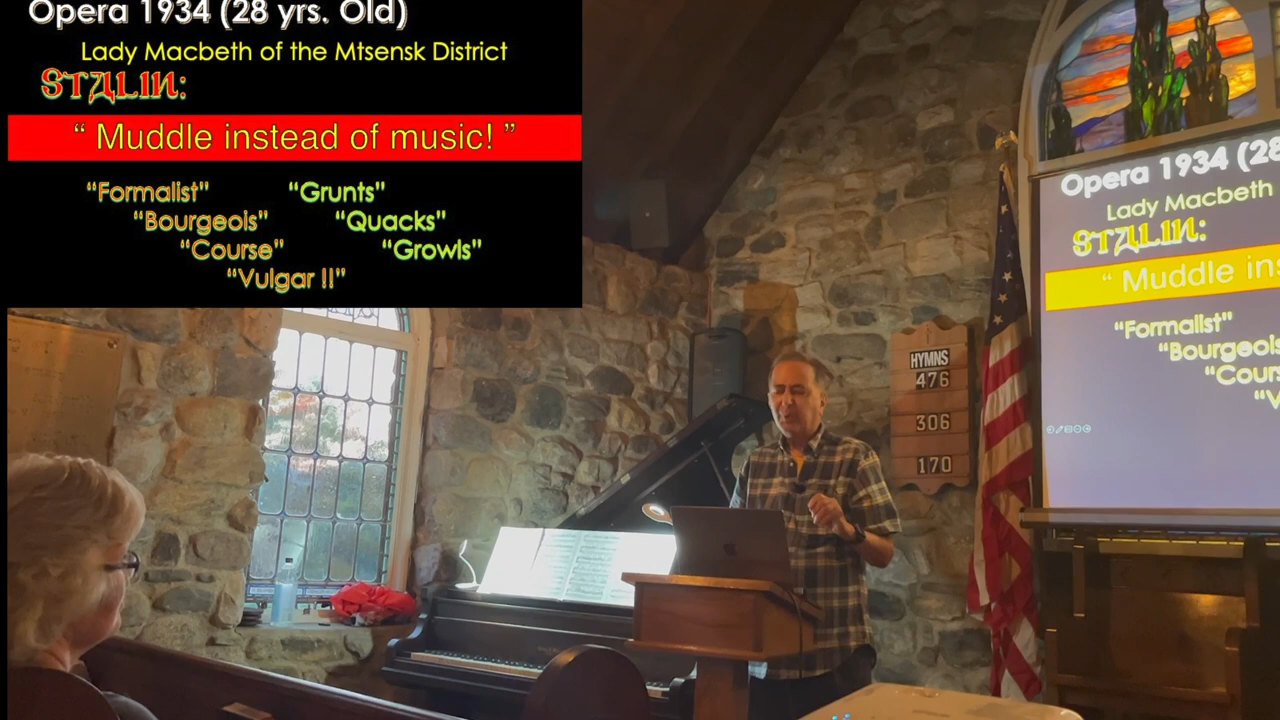 Opera 1934 (28 yrs. Old)
Lady Macbeth of the Mtsensk District
STALIN:
“ Muddle instead of music! ”
“Formalist” “Grunts”
“Bourgeois” “Quacks”
“Course” “Growls”
“Vulgar !!”
Opera 1934 (28
Lady Macbeth
STALIN:
“ Muddle ins
“Formalist”
“Bourgeois
“Cour
“V
HYMNS
476
306
170